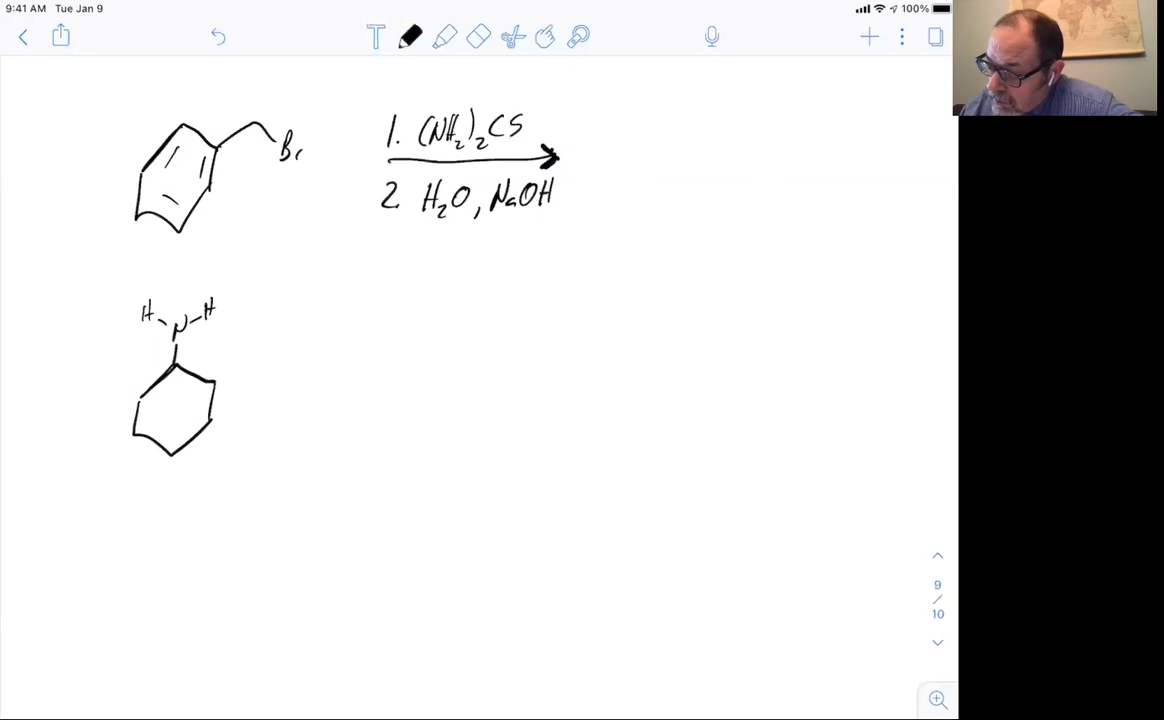 9:41 AM Tue Jan 9
100%
T
Br
1. (NH₂)₂CS
2 H₂O, NaOH
H N H
9
/
10